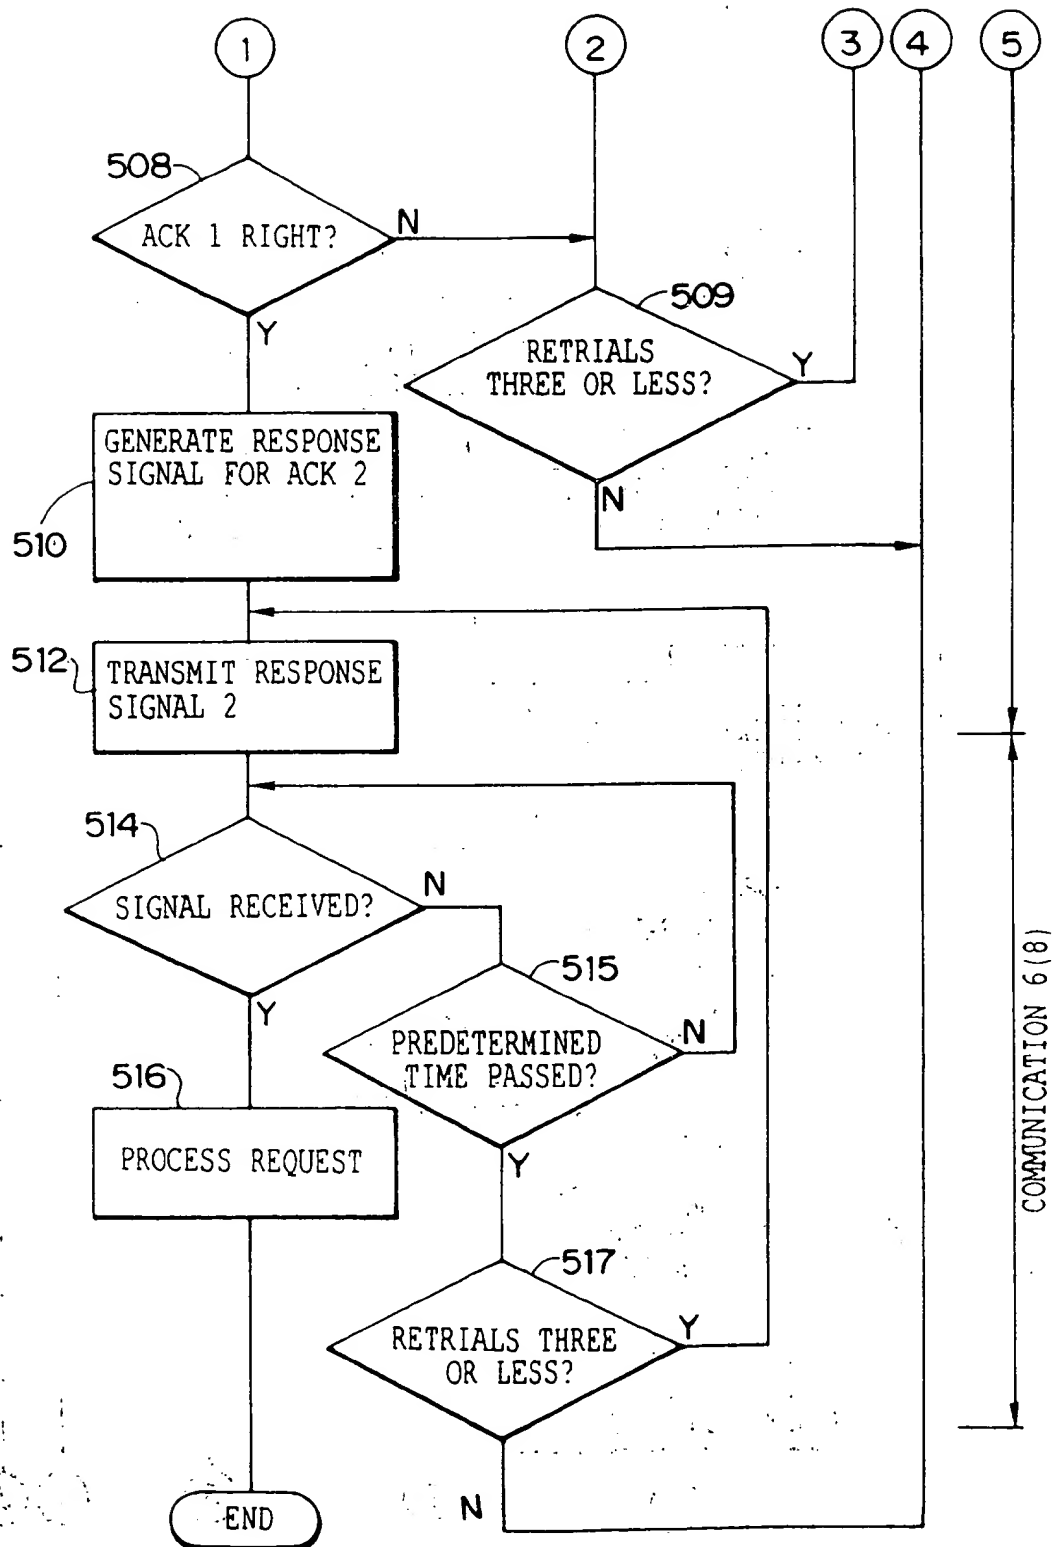 1
2
3
4
5
508
ACK 1 RIGHT?
N
Y
509
RETRIALS
THREE OR LESS?
Y
N
GENERATE RESPONSE
SIGNAL FOR ACK 2
510
512
TRANSMIT RESPONSE
SIGNAL 2
514
SIGNAL RECEIVED?
N
Y
515
PREDETERMINED
TIME PASSED?
N
Y
516
PROCESS REQUEST
517
RETRIALS THREE
OR LESS?
Y
N
END
COMMUNICATION 6(8)